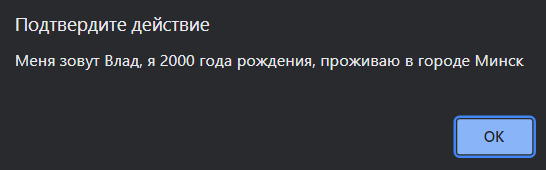 Подтвердите действие
Меня зовут Влад, я 2000 года рождения, проживаю в городе Минск
OK